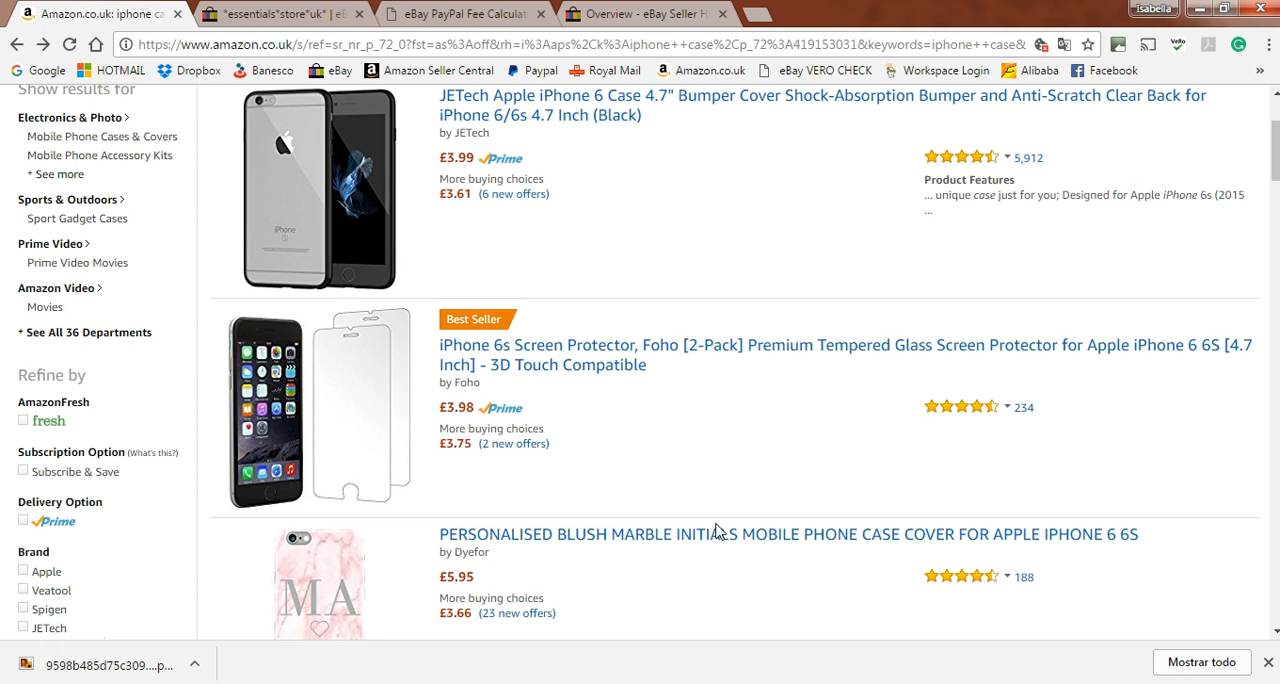 Amazon.co.uk: iphone ca
*essentials*store*uk* | eB
eBay PayPal Fee Calculat
Overview - eBay Seller H
isabella
https://www.amazon.co.uk/s/ref=sr_nr_p_72_0?fst=as%3Aoff&rh=i%3Aaps%2Ck%3Aiphone++case%2Cp_72%3A419153031&keywords=iphone++case&
Google HOTMAIL Dropbox Banesco eBay Amazon Seller Central Paypal Royal Mail Amazon.co.uk eBay VERO CHECK Workspace Login Alibaba Facebook »
Show results for
Electronics & Photo
Mobile Phone Cases & Covers
Mobile Phone Accessory Kits
+ See more
Sports & Outdoors
Sport Gadget Cases
Prime Video
Prime Video Movies
Amazon Video
Movies
+ See All 36 Departments
Refine by
AmazonFresh
fresh
Subscription Option (What's this?)
Subscribe & Save
Delivery Option
Prime
Brand
Apple
Veatool
Spigen
JETech
iPhone
JETech Apple iPhone 6 Case 4.7" Bumper Cover Shock-Absorption Bumper and Anti-Scratch Clear Back for
iPhone 6/6s 4.7 Inch (Black)
by JETech
£3.99 Prime
More buying choices
£3.61 (6 new offers)
5,912
Product Features
... unique case just for you; Designed for Apple iPhone 6s (2015
...
Best Seller
iPhone 6s Screen Protector, Foho [2-Pack] Premium Tempered Glass Screen Protector for Apple iPhone 6 6S [4.7
Inch] - 3D Touch Compatible
by Foho
£3.98 Prime
More buying choices
£3.75 (2 new offers)
234
MA
PERSONALISED BLUSH MARBLE INITIALS MOBILE PHONE CASE COVER FOR APPLE IPHONE 6 6S
by Dyefor
£5.95
More buying choices
£3.66 (23 new offers)
188
9598b485d75c309....p...
Mostrar todo